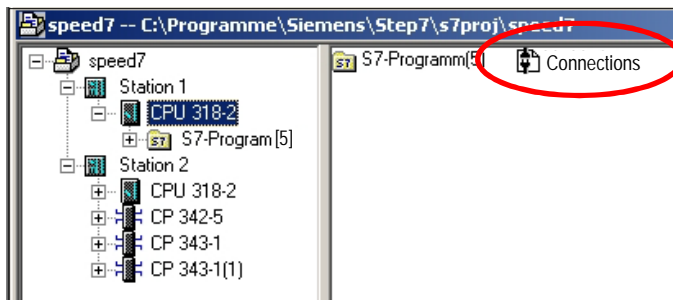 speed7 -- C:\Programme\Siemens\Step7\s7proj\speed7
speed7
Station 1
CPU 318-2
S7-Program[5]
Station 2
CPU 318-2
CP 342-5
CP 343-1
CP 343-1(1)
S7-Programm(5) Connections